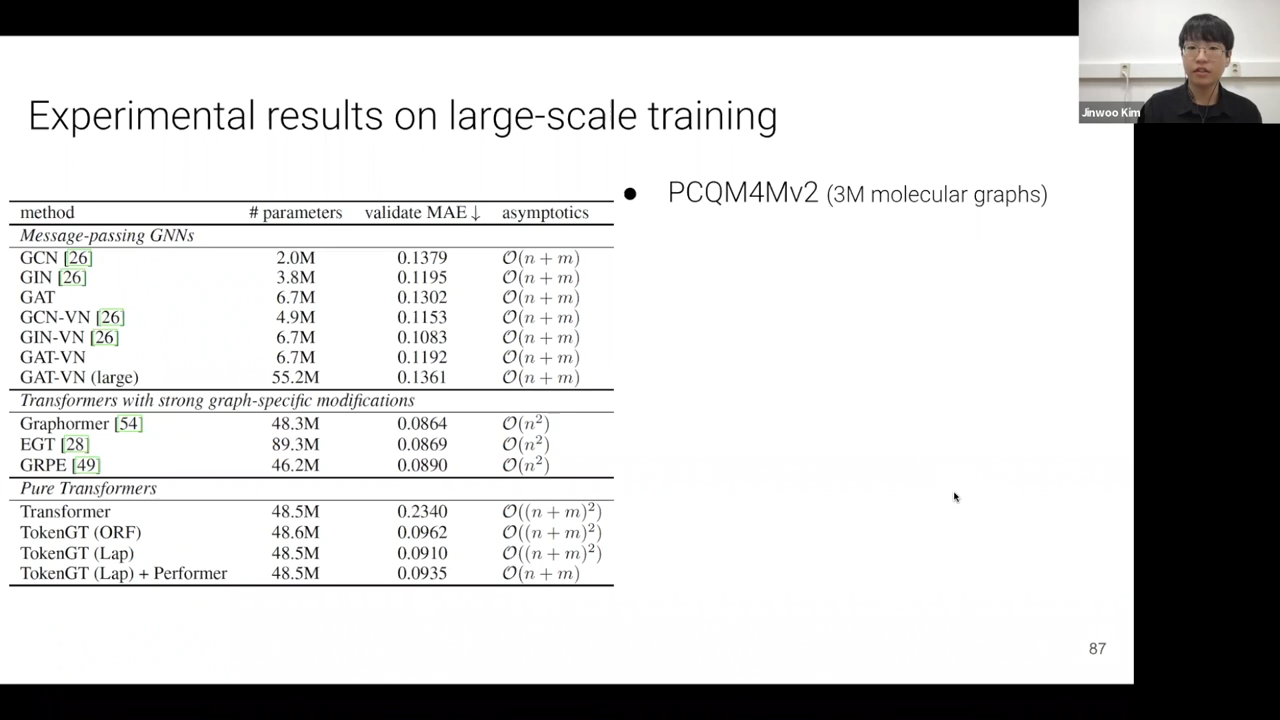 Jinwoo Kim
Experimental results on large-scale training
● PCQM4Mv2 (3M molecular graphs)
method # parameters validate MAE ↓ asymptotics
Message-passing GNNs
GCN [26] 2.0M 0.1379 O(n + m)
GIN [26] 3.8M 0.1195 O(n + m)
GAT 6.7M 0.1302 O(n + m)
GCN-VN [26] 4.9M 0.1153 O(n + m)
GIN-VN [26] 6.7M 0.1083 O(n + m)
GAT-VN 6.7M 0.1192 O(n + m)
GAT-VN (large) 55.2M 0.1361 O(n + m)
Transformers with strong graph-specific modifications
Graphormer [54] 48.3M 0.0864 O(n²)
EGT [28] 89.3M 0.0869 O(n²)
GRPE [49] 46.2M 0.0890 O(n²)
Pure Transformers
Transformer 48.5M 0.2340 O((n + m)²)
TokenGT (ORF) 48.6M 0.0962 O((n + m)²)
TokenGT (Lap) 48.5M 0.0910 O((n + m)²)
TokenGT (Lap) + Performer 48.5M 0.0935 O(n + m)
87